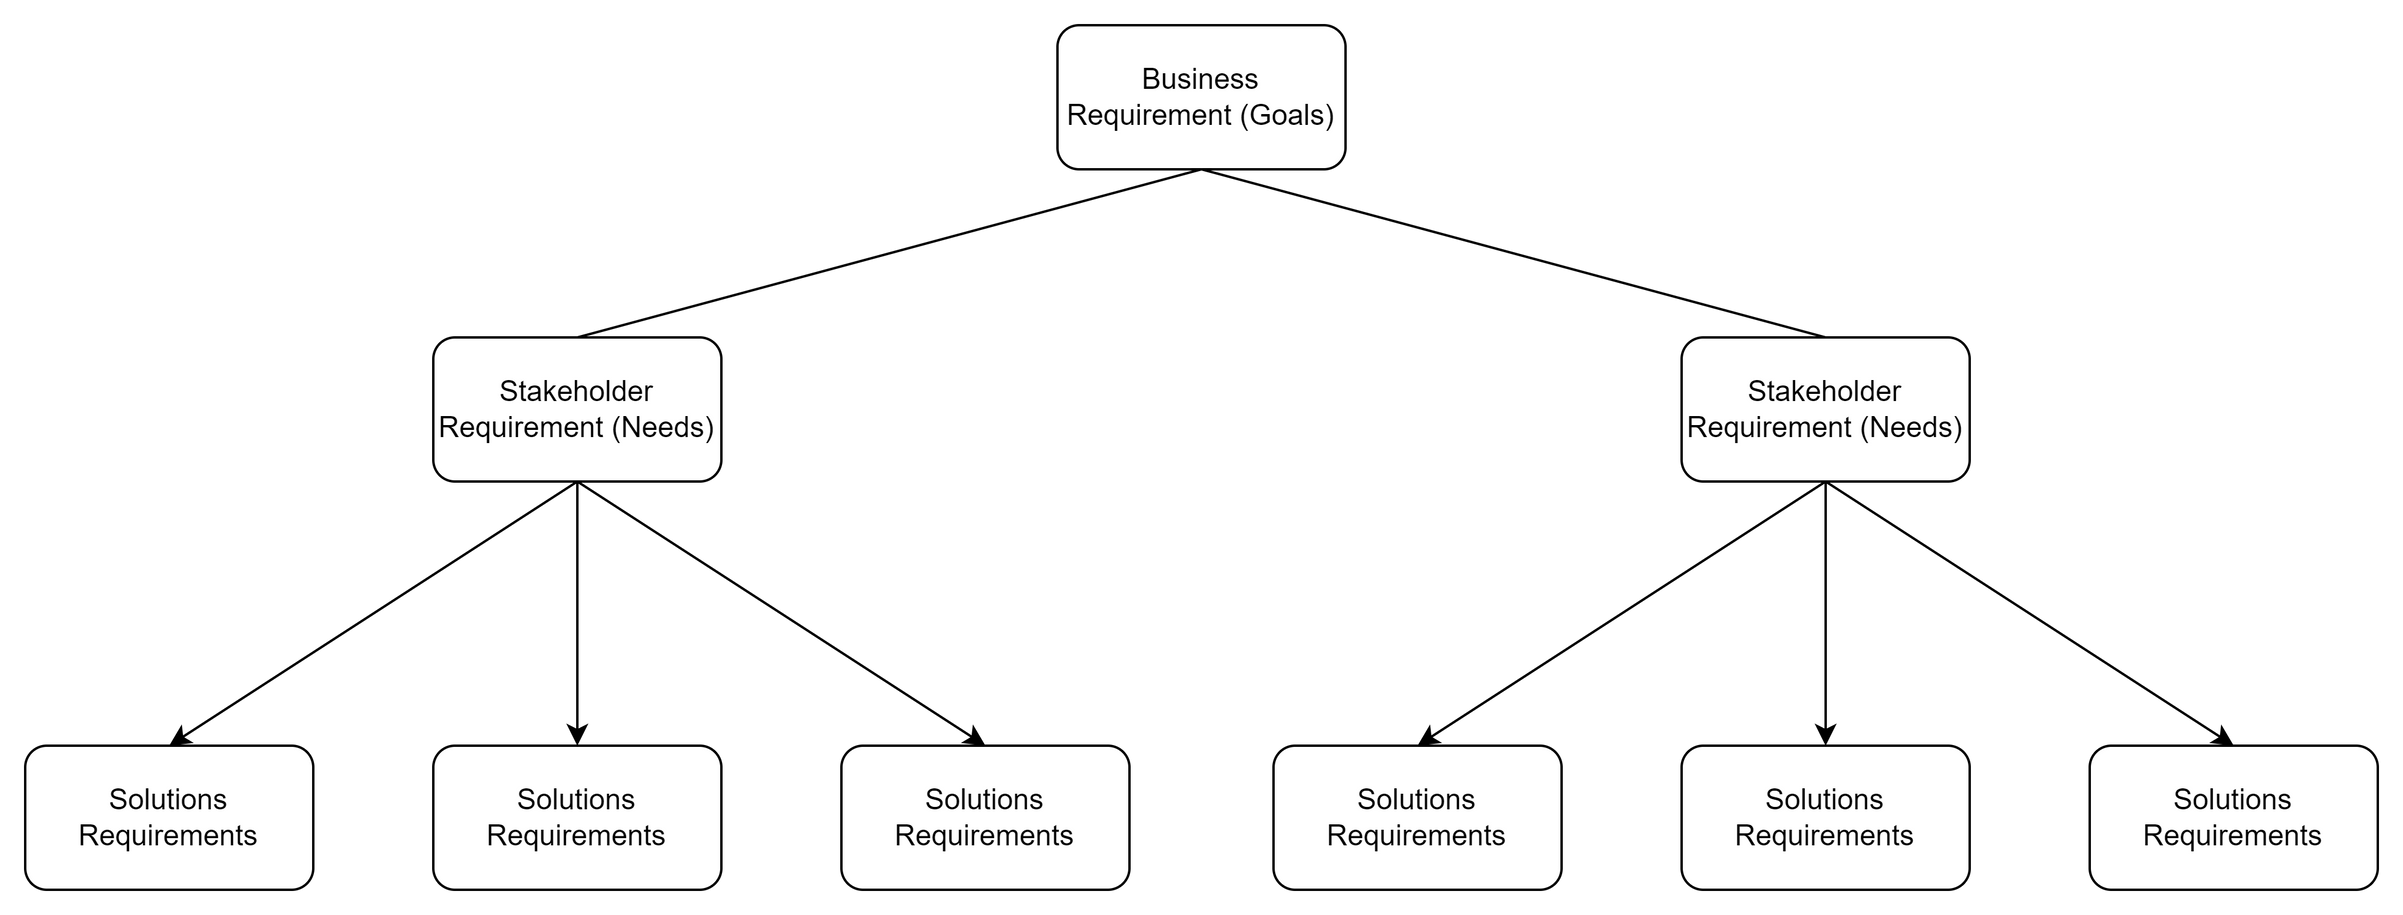 Business
Requirement (Goals)
Stakeholder
Requirement (Needs)
Stakeholder
Requirement (Needs)
Solutions
Requirements
Solutions
Requirements
Solutions
Requirements
Solutions
Requirements
Solutions
Requirements
Solutions
Requirements